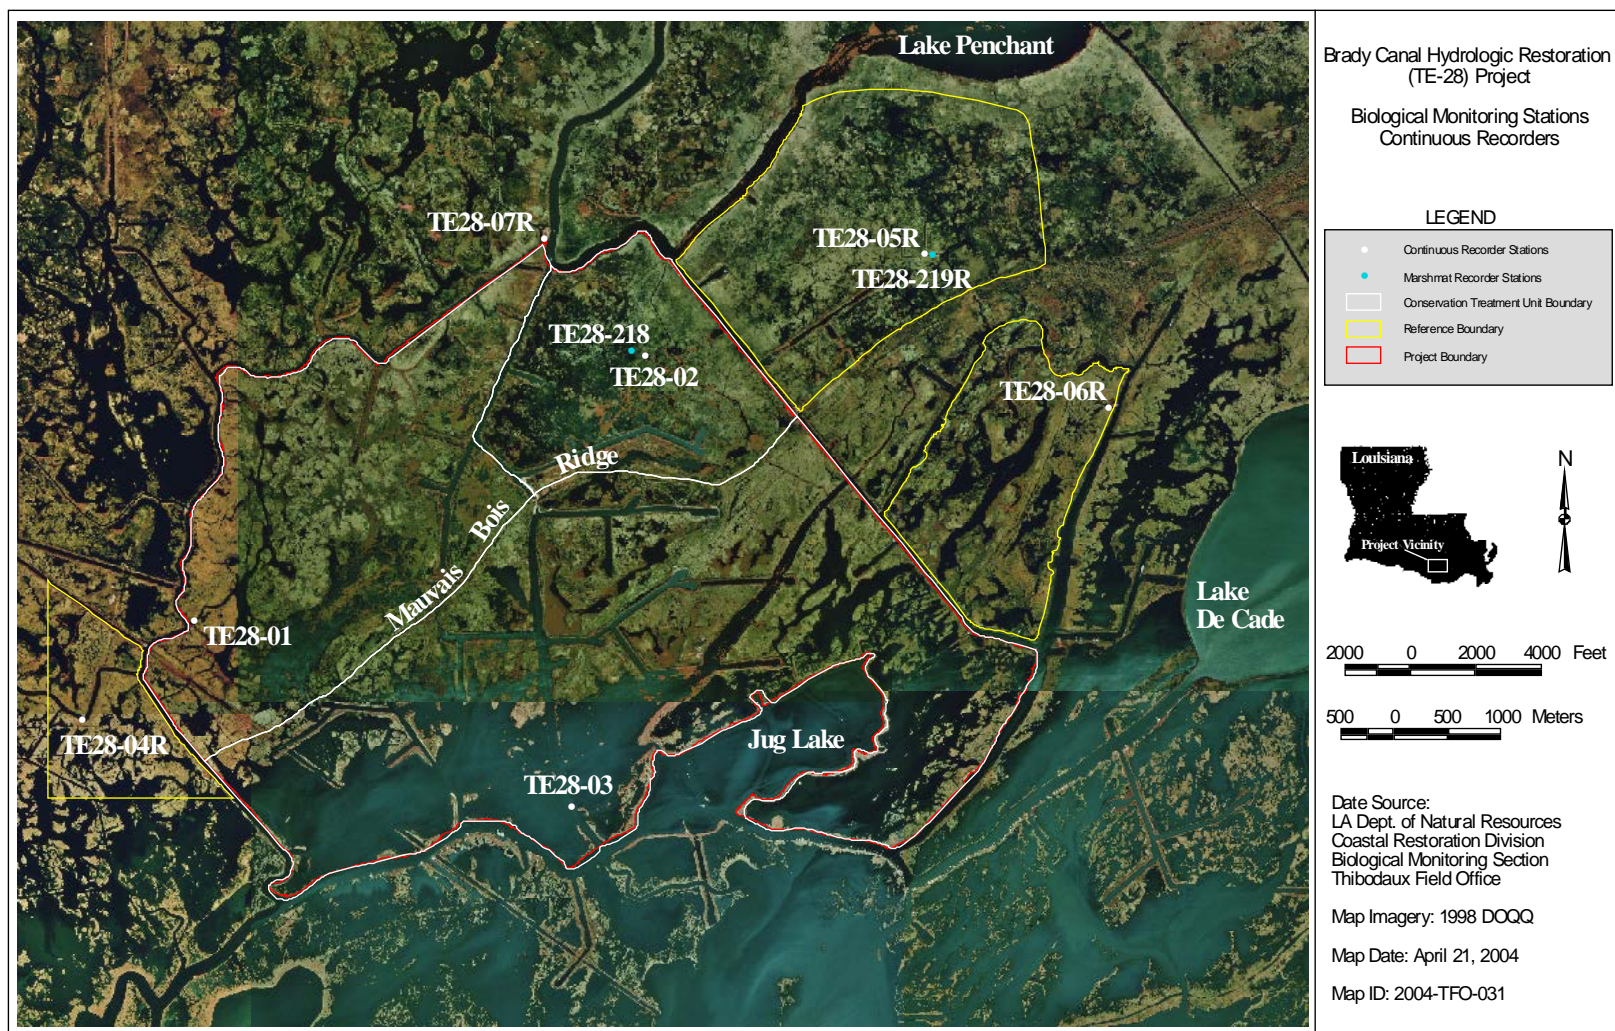 Lake Penchant
TE28-07R
TE28-05R
TE28-219R
TE28-218
TE28-02
TE28-06R
Ridge
Bois
Mauvais
TE28-01
TE28-04R
TE28-03
Jug Lake
Lake
De Cade
Brady Canal Hydrologic Restoration
(TE-28) Project
Biological Monitoring Stations
Continuous Recorders
LEGEND
Continuous Recorder Stations
Marshmat Recorder Stations
Conservation Treatment Unit Boundary
Reference Boundary
Project Boundary
Louisiana
Project Vicinity
N
2000 0 2000 4000 Feet
500 0 500 1000 Meters
Date Source:
LA Dept. of Natural Resources
Coastal Restoration Division
Biological Monitoring Section
Thibodaux Field Office
Map Imagery: 1998 DOQQ
Map Date: April 21, 2004
Map ID: 2004-TFO-031